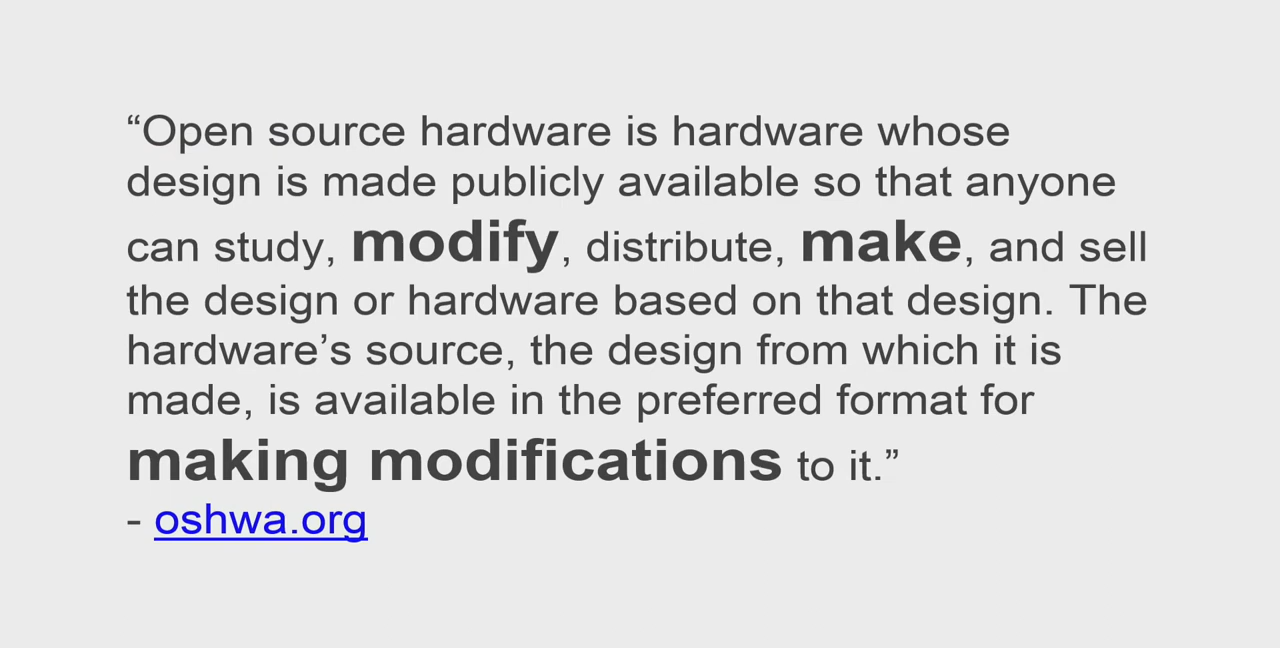 “Open source hardware is hardware whose
design is made publicly available so that anyone
can study, modify, distribute, make, and sell
the design or hardware based on that design. The
hardware’s source, the design from which it is
made, is available in the preferred format for
making modifications to it.”
- oshwa.org